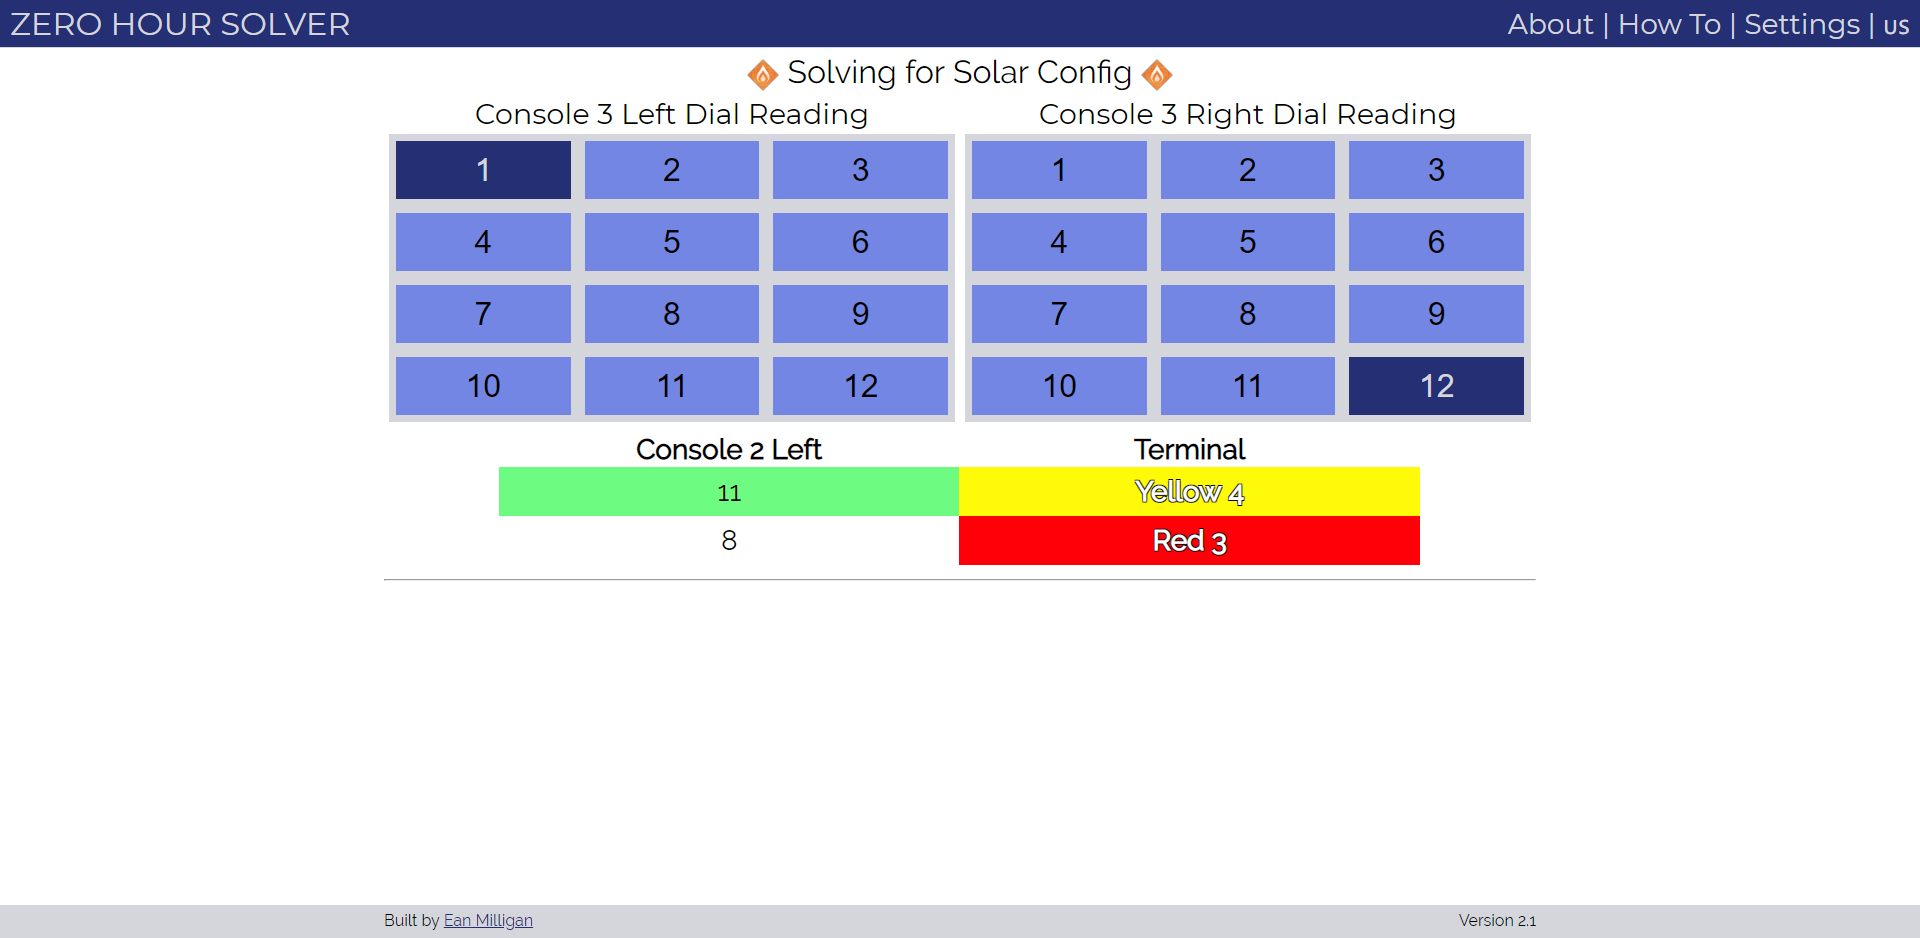 ZERO HOUR SOLVER
About | How To | Settings | US
Solving for Solar Config
Console 3 Left Dial Reading
1 2 3
4 5 6
7 8 9
10 11 12
Console 3 Right Dial Reading
1 2 3
4 5 6
7 8 9
10 11 12
Console 2 Left Terminal
11 Yellow 4
8 Red 3
Built by Ean Milligan
Version 2.1